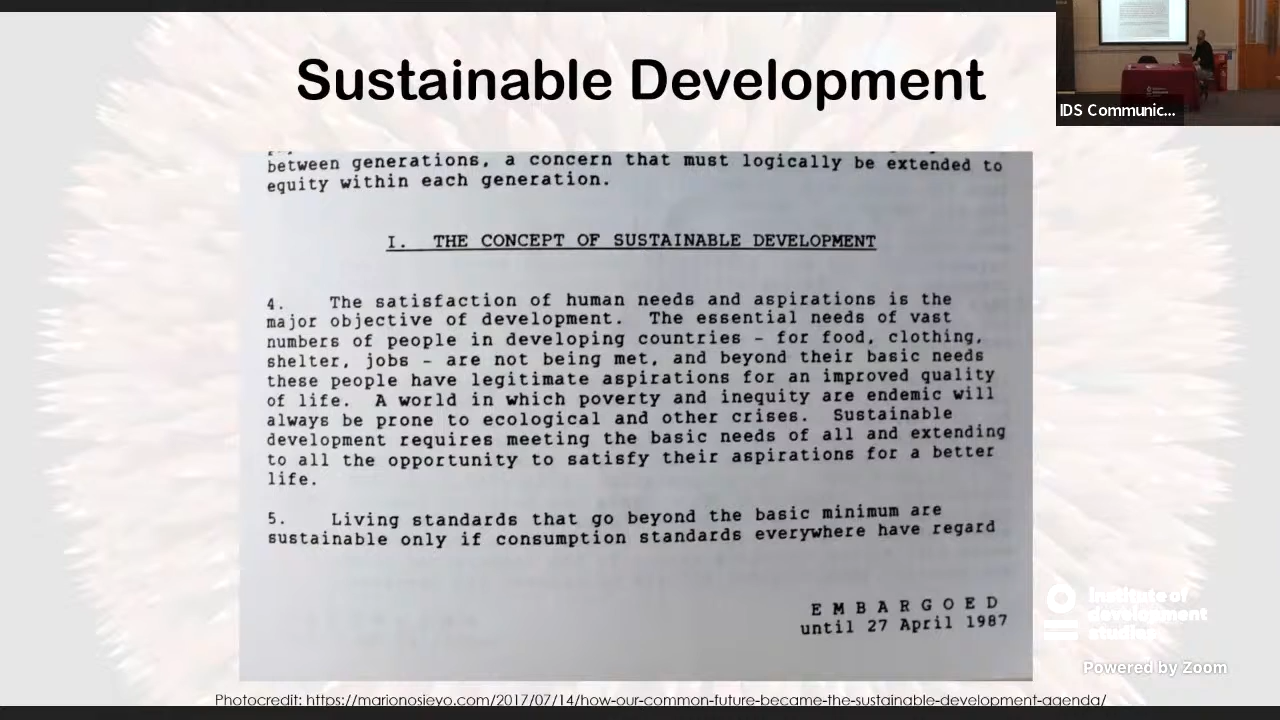 Sustainable Development
IDS Communic...
between generations, a concern that must logically be extended to
equity within each generation.
I. THE CONCEPT OF SUSTAINABLE DEVELOPMENT
4. The satisfaction of human needs and aspirations is the
major objective of development. The essential needs of vast
numbers of people in developing countries - for food, clothing,
shelter, jobs - are not being met, and beyond their basic needs
these people have legitimate aspirations for an improved quality
of life. A world in which poverty and inequity are endemic will
always be prone to ecological and other crises. Sustainable
development requires meeting the basic needs of all and extending
to all the opportunity to satisfy their aspirations for a better
life.
5. Living standards that go beyond the basic minimum are
sustainable only if consumption standards everywhere have regard
EMBARGOED
until 27 April 1987
Institute of
development
studies
Powered by Zoom
Photocredit: https://marionosieyo.com/2017/07/14/how-our-common-future-became-the-sustainable-development-agenda/